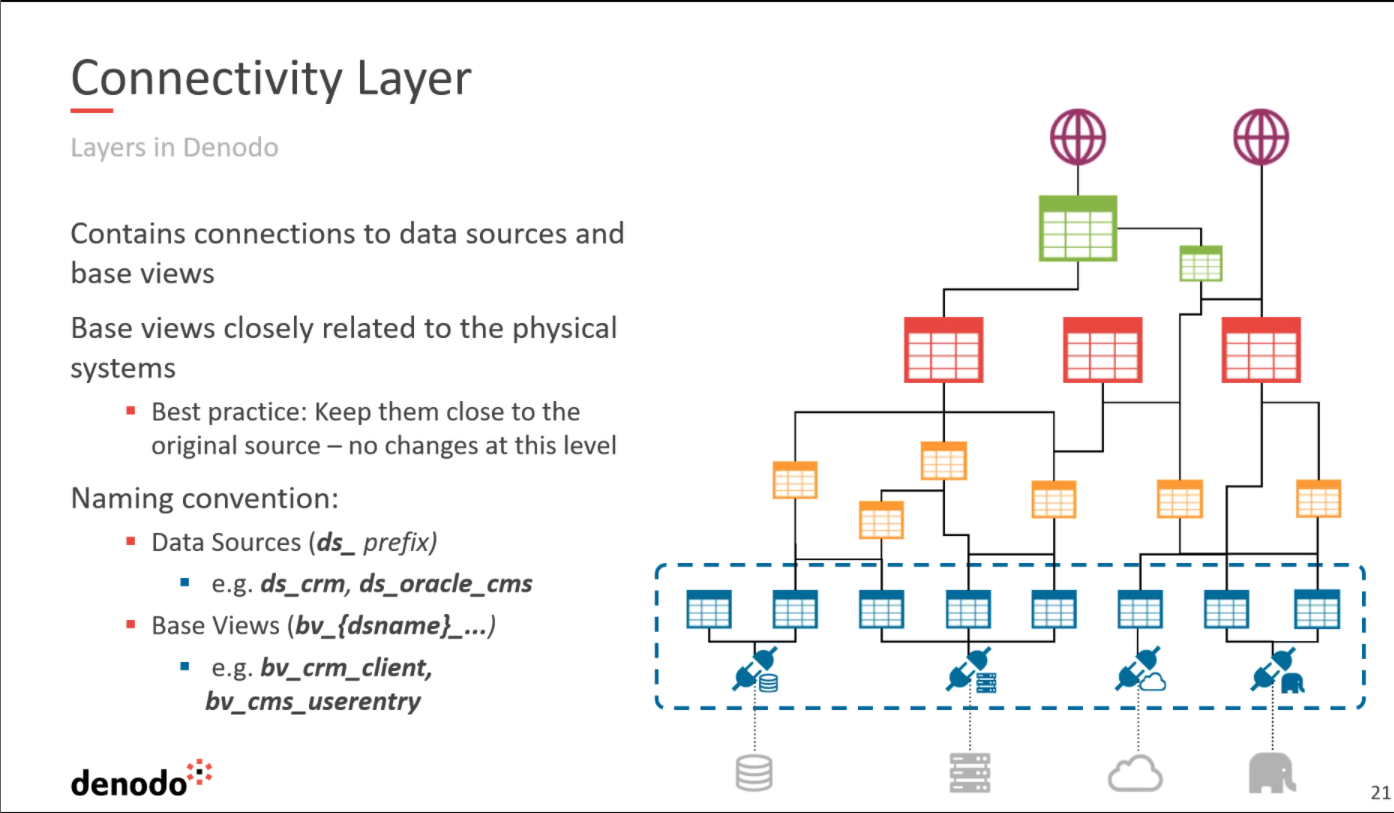 Connectivity Layer
Layers in Denodo
Contains connections to data sources and
base views
Base views closely related to the physical
systems
Best practice: Keep them close to the
original source – no changes at this level
Naming convention:
Data Sources (ds_ prefix)
e.g. ds_crm, ds_oracle_cms
Base Views (bv_{dsname}_...)
e.g. bv_crm_client,
bv_cms_userentry
denodo
21